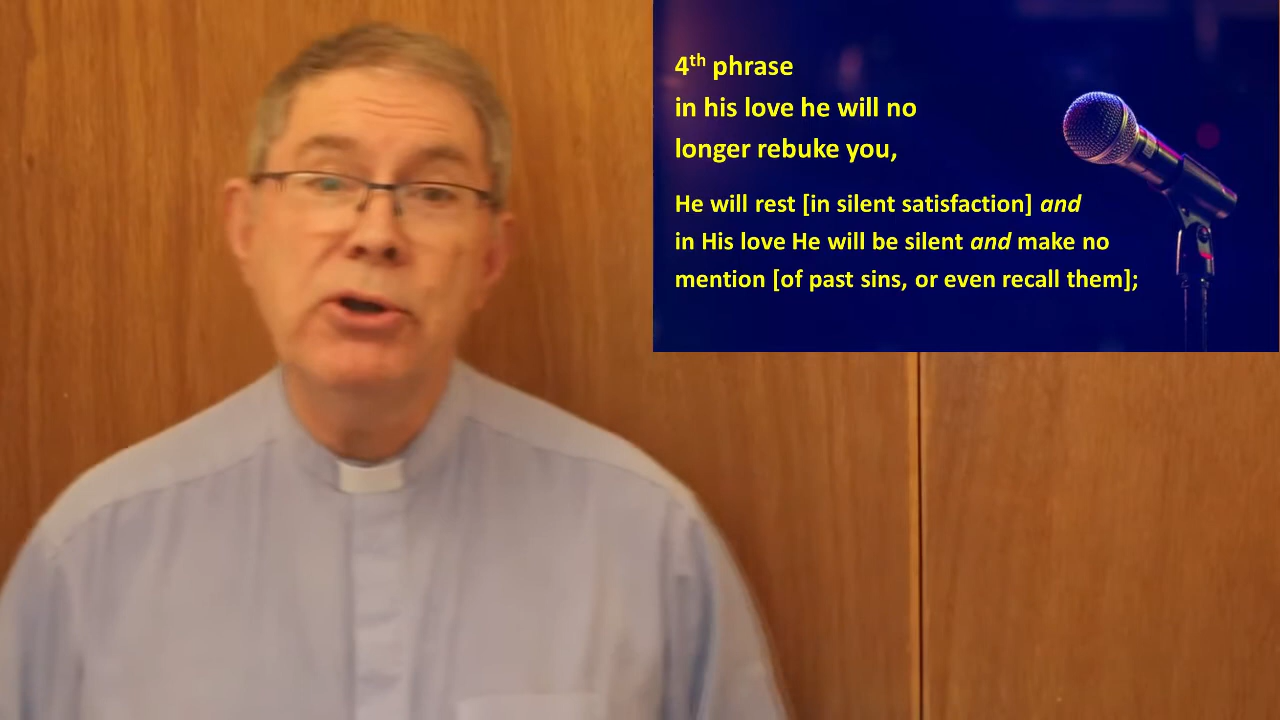 4th phrase
in his love he will no
longer rebuke you,
He will rest [in silent satisfaction] and
in His love He will be silent and make no
mention [of past sins, or even recall them];